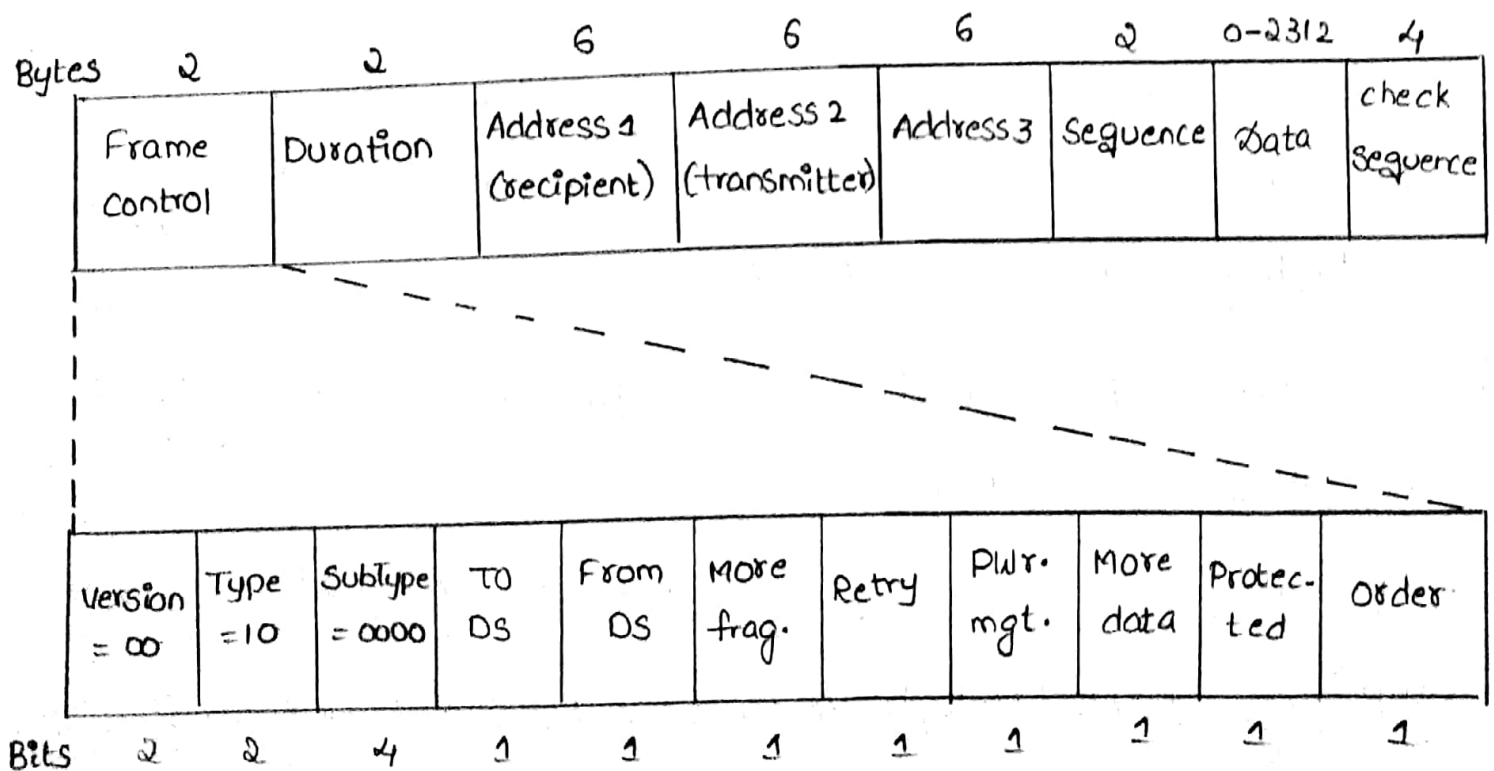 Bytes 2 2 6 6 6 2 0-2312 4
Frame
control
Duration
Address 1
(recipient)
Address 2
(transmitter)
Address 3
Sequence
Data
check
sequence
Version
= 00
Type
=10
SubType
= 0000
TO
DS
From
DS
More
frag.
Retry
Pwr.
mgt.
More
data
Protec-
ted
order
Bits 2 2 4 1 1 1 1 1 1 1 1